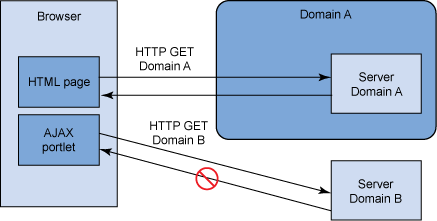 Browser
Domain A
HTTP GET
Domain A
HTML page
Server
Domain A
AJAX
portlet
HTTP GET
Domain B
Server
Domain B